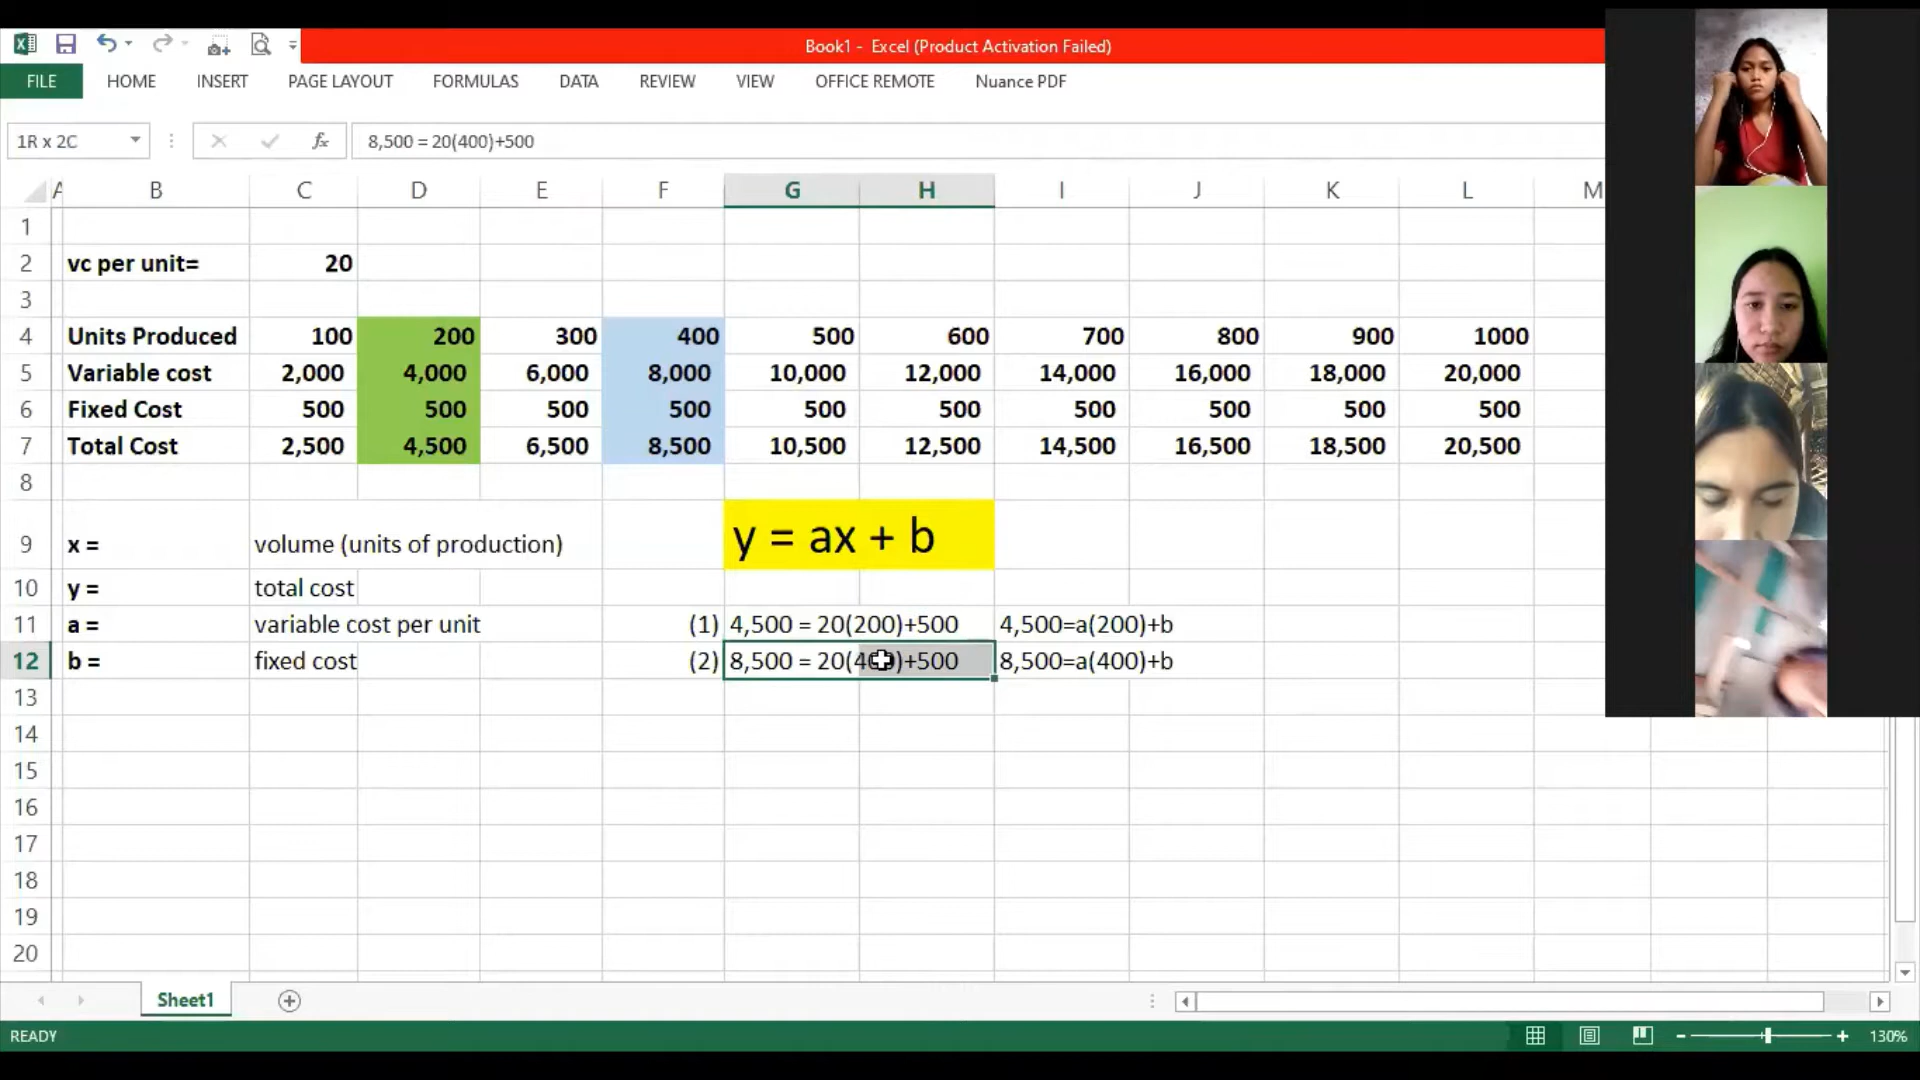 Book1 - Excel (Product Activation Failed)
FILE HOME INSERT PAGE LAYOUT FORMULAS DATA REVIEW VIEW OFFICE REMOTE Nuance PDF
1R x 2C fx 8,500 = 20(400)+500
A B C D E F G H I J K L M
1
2 vc per unit= 20
3
4 Units Produced 100 200 300 400 500 600 700 800 900 1000
5 Variable cost 2,000 4,000 6,000 8,000 10,000 12,000 14,000 16,000 18,000 20,000
6 Fixed Cost 500 500 500 500 500 500 500 500 500 500
7 Total Cost 2,500 4,500 6,500 8,500 10,500 12,500 14,500 16,500 18,500 20,500
8
9 x = volume (units of production) y = ax + b
10 y = total cost
11 a = variable cost per unit (1) 4,500 = 20(200)+500 4,500=a(200)+b
12 b = fixed cost (2) 8,500 = 20(400)+500 8,500=a(400)+b
13
14
15
16
17
18
19
20
Sheet1
READY 130%